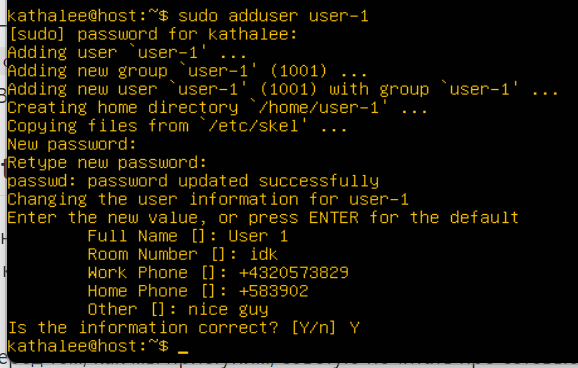 kathalee@host:~$ sudo adduser user-1
[sudo] password for kathalee:
Adding user `user-1' ...
Adding new group `user-1' (1001) ...
Adding new user `user-1' (1001) with group `user-1' ...
Creating home directory `/home/user-1' ...
Copying files from `/etc/skel' ...
New password:
Retype new password:
passwd: password updated successfully
Changing the user information for user-1
Enter the new value, or press ENTER for the default
Full Name []: User 1
Room Number []: idk
Work Phone []: +4320573829
Home Phone []: +583902
Other []: nice guy
Is the information correct? [Y/n] Y
kathalee@host:~$ _